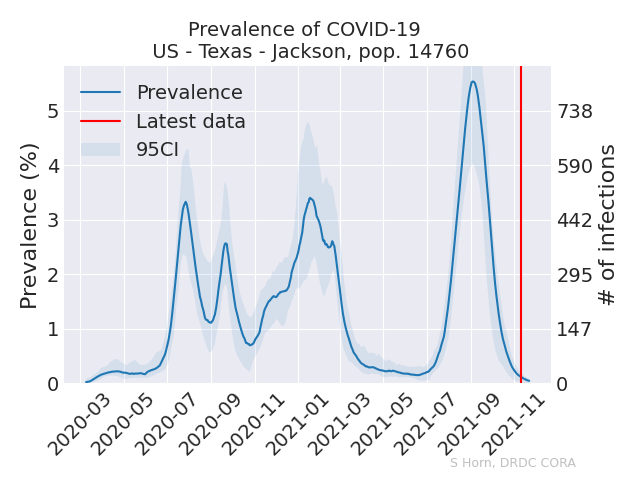 Prevalence of COVID-19
US - Texas - Jackson, pop. 14760
Prevalence
Latest data
95CI
Prevalence (%)
5
4
3
2
1
0
738
590
442
295
147
0
# of infections
2020-03
2020-05
2020-07
2020-09
2020-11
2021-01
2021-03
2021-05
2021-07
2021-09
2021-11
S Horn, DRDC CORA